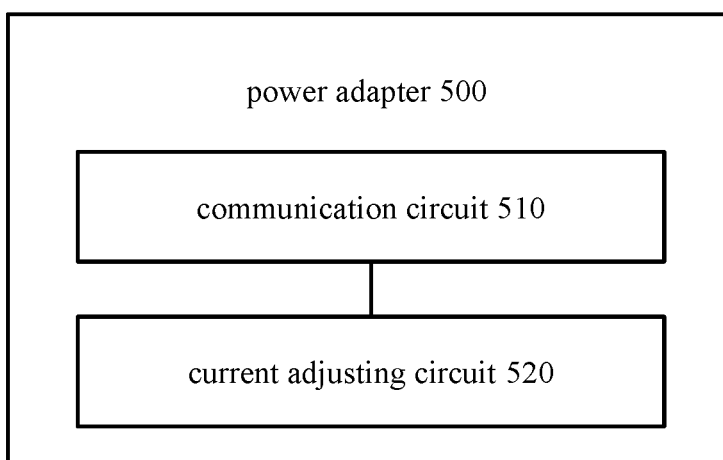 power adapter 500
communication circuit 510
current adjusting circuit 520